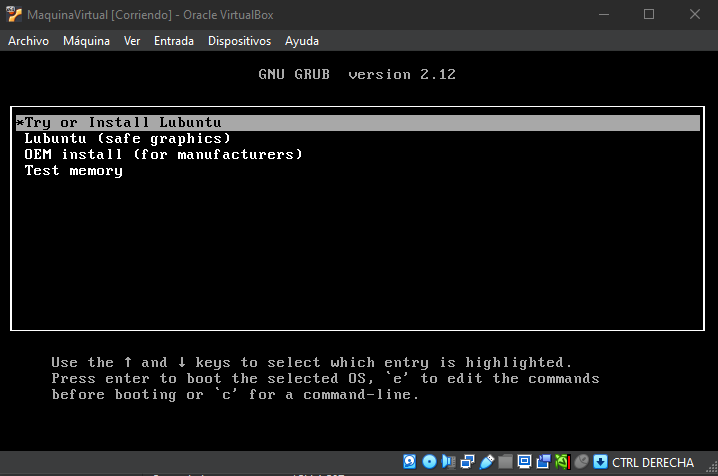 MaquinaVirtual [Corriendo] - Oracle VirtualBox
Archivo Máquina Ver Entrada Dispositivos Ayuda
GNU GRUB version 2.12
*Try or Install Lubuntu
Lubuntu (safe graphics)
OEM install (for manufacturers)
Test memory
Use the ↑ and ↓ keys to select which entry is highlighted.
Press enter to boot the selected OS, `e' to edit the commands
before booting or `c' for a command-line.
CTRL DERECHA